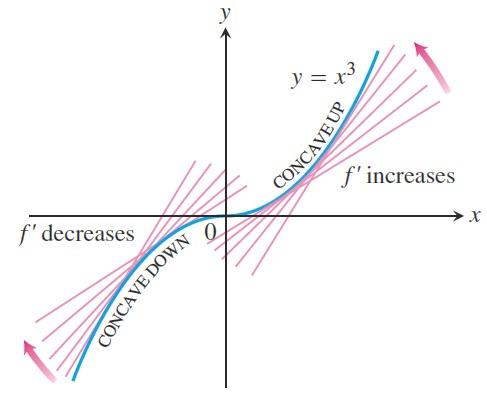 y
y = x³
CONCAVE UP
f′ increases
x
0
f′ decreases
CONCAVE DOWN